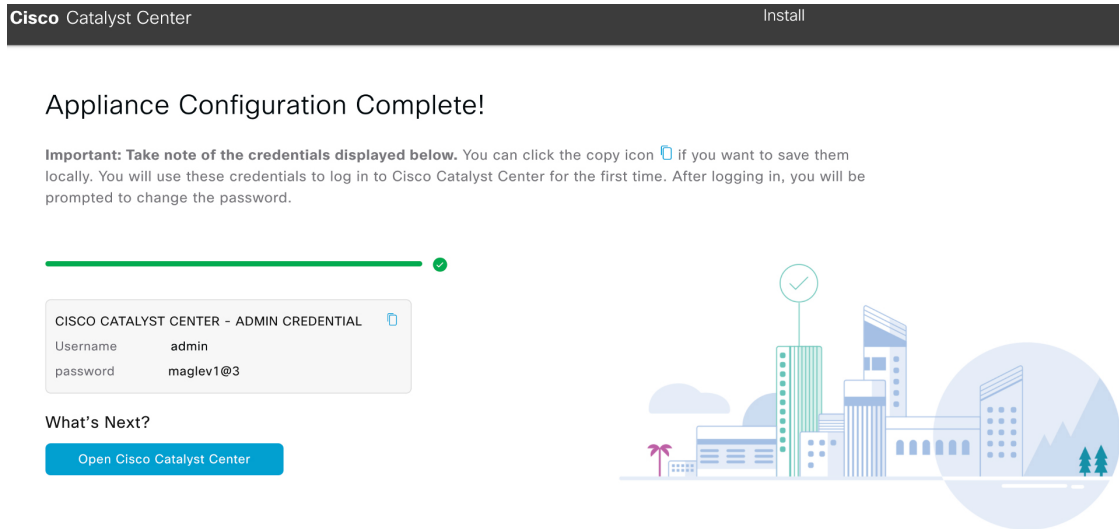 Cisco Catalyst Center
Install
Appliance Configuration Complete!
Important: Take note of the credentials displayed below. You can click the copy icon if you want to save them
locally. You will use these credentials to log in to Cisco Catalyst Center for the first time. After logging in, you will be
prompted to change the password.
CISCO CATALYST CENTER - ADMIN CREDENTIAL
Username admin
password maglev1@3
What's Next?
Open Cisco Catalyst Center